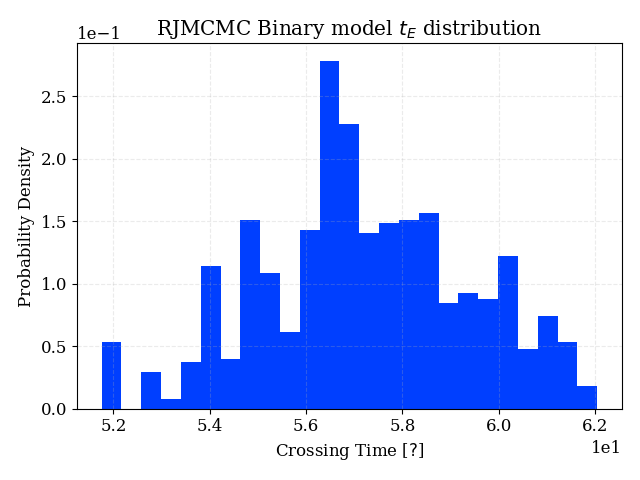 RJMCMC Binary model t_E distribution
1e−1
2.5
2.0
1.5
1.0
0.5
0.0
Probability Density
5.2 5.4 5.6 5.8 6.0 6.2
1e1
Crossing Time [?]